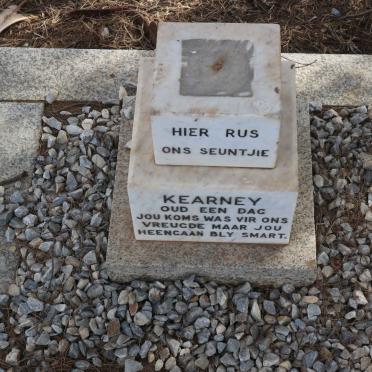 HIER RUS
ONS SEUNTJIE
KEARNEY
OUD EEN DAG
JOU KOMS WAS VIR ONS
VREUGDE MAAR JOU
HEENGAAN BLY SMART.